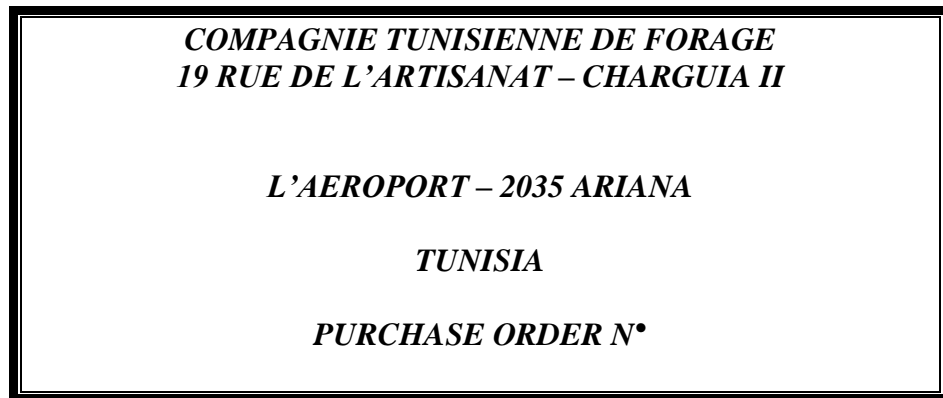 COMPAGNIE TUNISIENNE DE FORAGE
19 RUE DE L’ARTISANAT – CHARGUIA II
L’AEROPORT – 2035 ARIANA
TUNISIA
PURCHASE ORDER N•